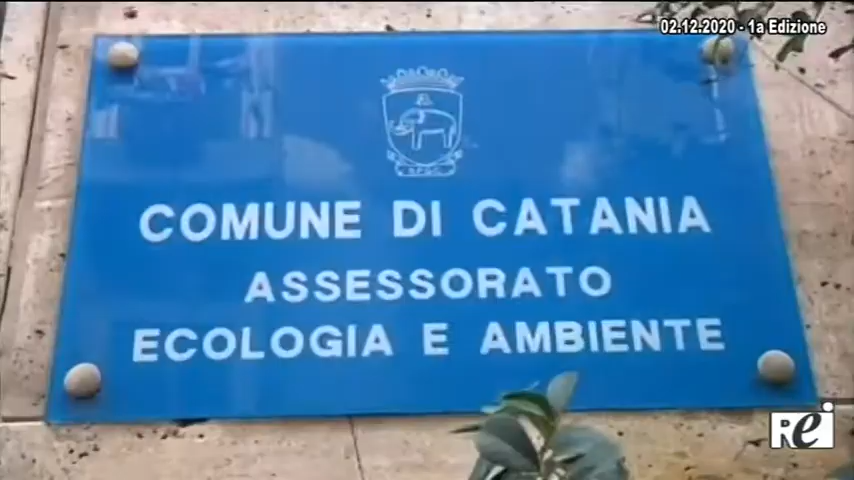 02.12.2020 - 1a Edizione
COMUNE DI CATANIA
ASSESSORATO
ECOLOGIA E AMBIENTE
REi